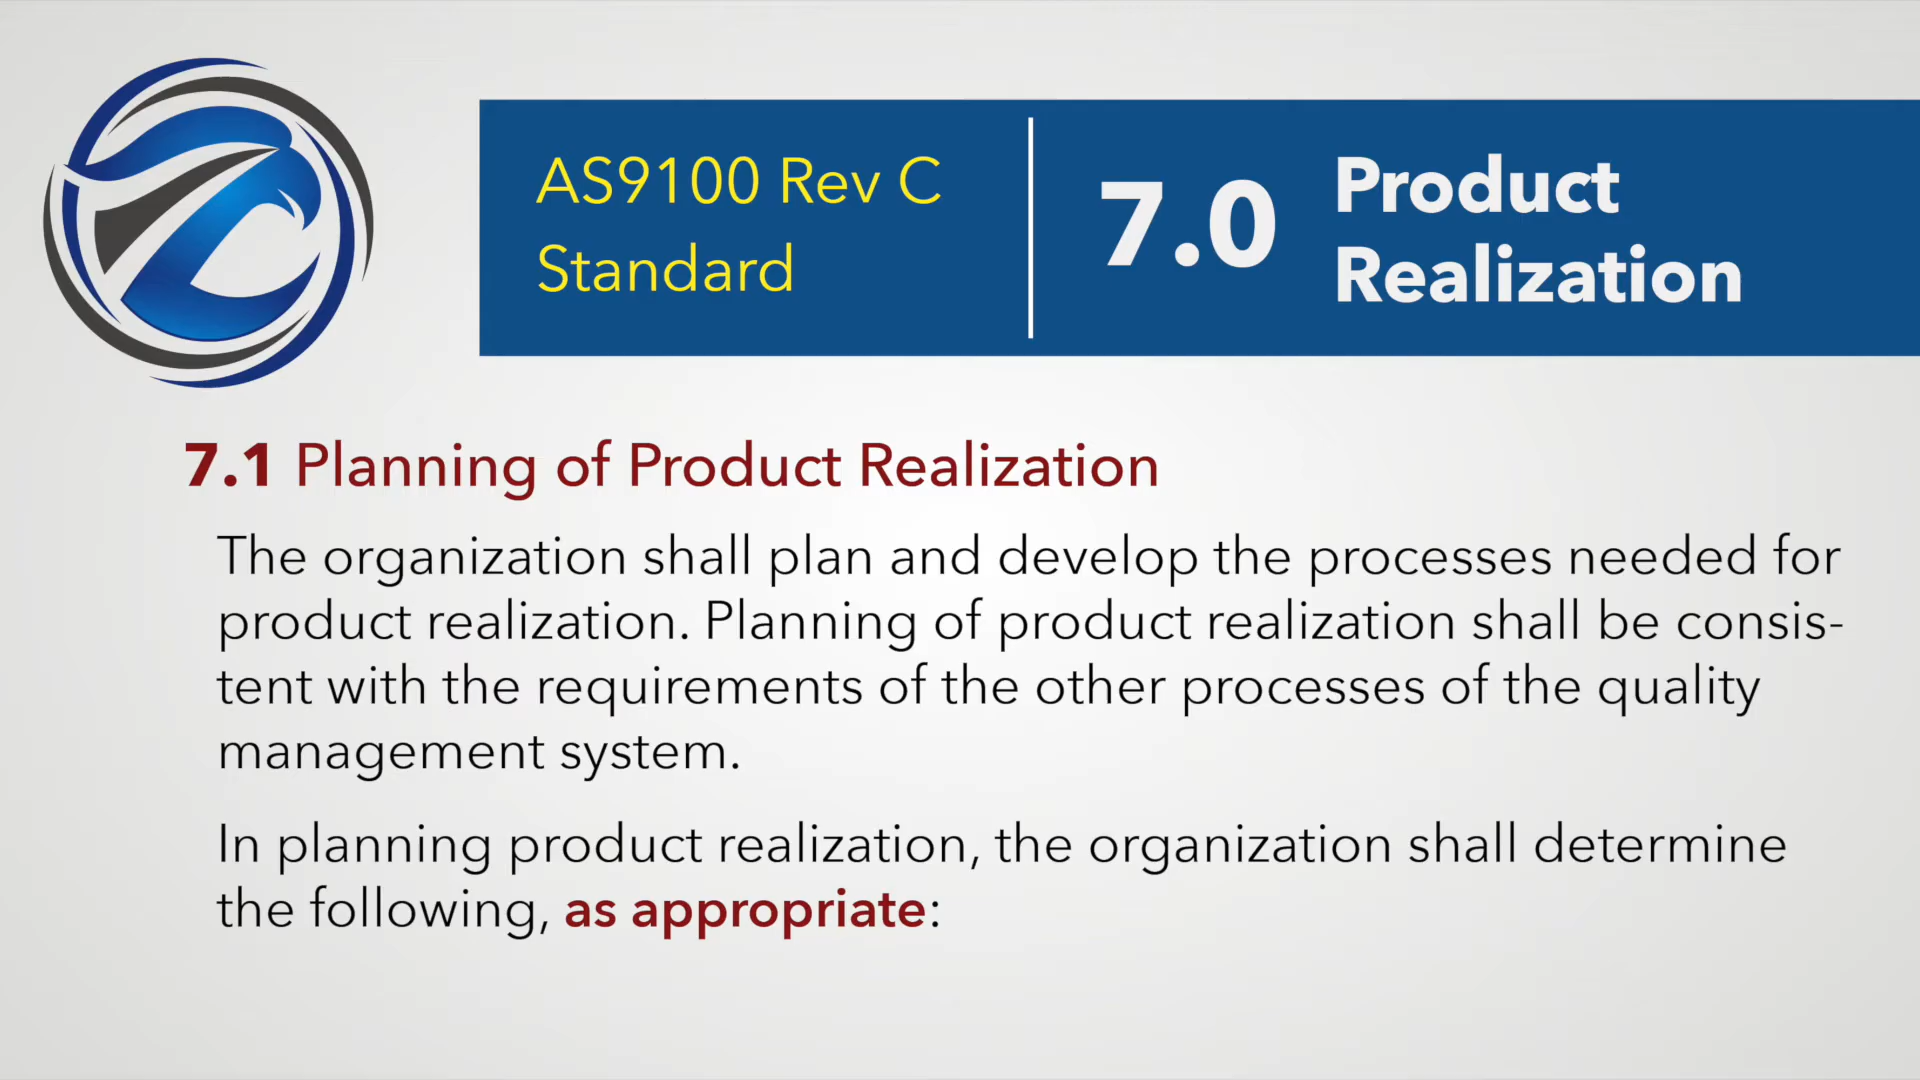 AS9100 Rev C
Standard
7.0
Product
Realization
7.1 Planning of Product Realization
The organization shall plan and develop the processes needed for
product realization. Planning of product realization shall be consis-
tent with the requirements of the other processes of the quality
management system.
In planning product realization, the organization shall determine
the following, as appropriate: